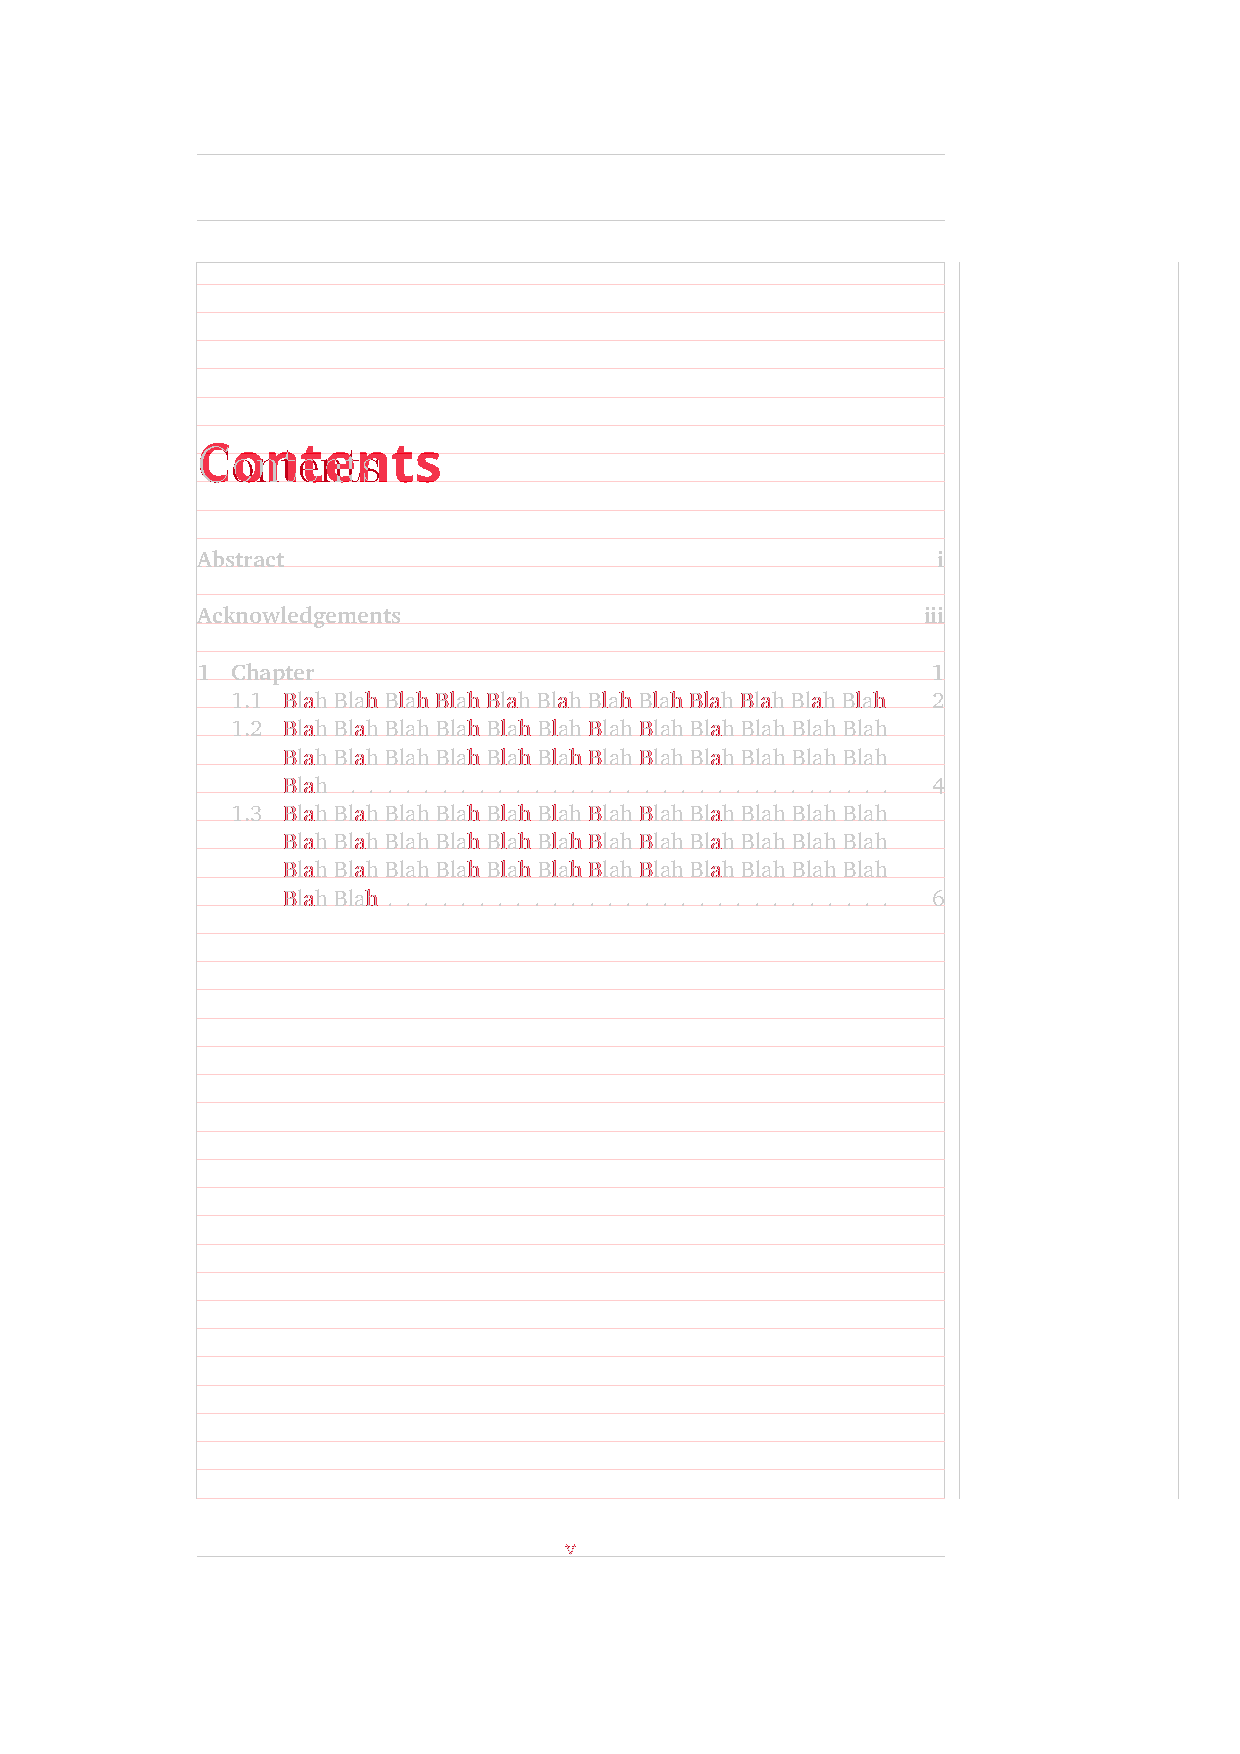 Contents
Abstract i
Acknowledgements iii
1 Chapter 1
1.1 Blah Blah Blah Blah Blah Blah Blah Blah Blah Blah Blah Blah 2
1.2 Blah Blah Blah Blah Blah Blah Blah Blah Blah Blah Blah Blah
Blah Blah Blah Blah Blah Blah Blah Blah Blah Blah Blah Blah
Blah . . . . . . . . . . . . . . . . . . . . . . . . . . . . . . 4
1.3 Blah Blah Blah Blah Blah Blah Blah Blah Blah Blah Blah Blah
Blah Blah Blah Blah Blah Blah Blah Blah Blah Blah Blah Blah
Blah Blah Blah Blah Blah Blah Blah Blah Blah Blah Blah Blah
Blah Blah . . . . . . . . . . . . . . . . . . . . . . . . . . . . 6
v